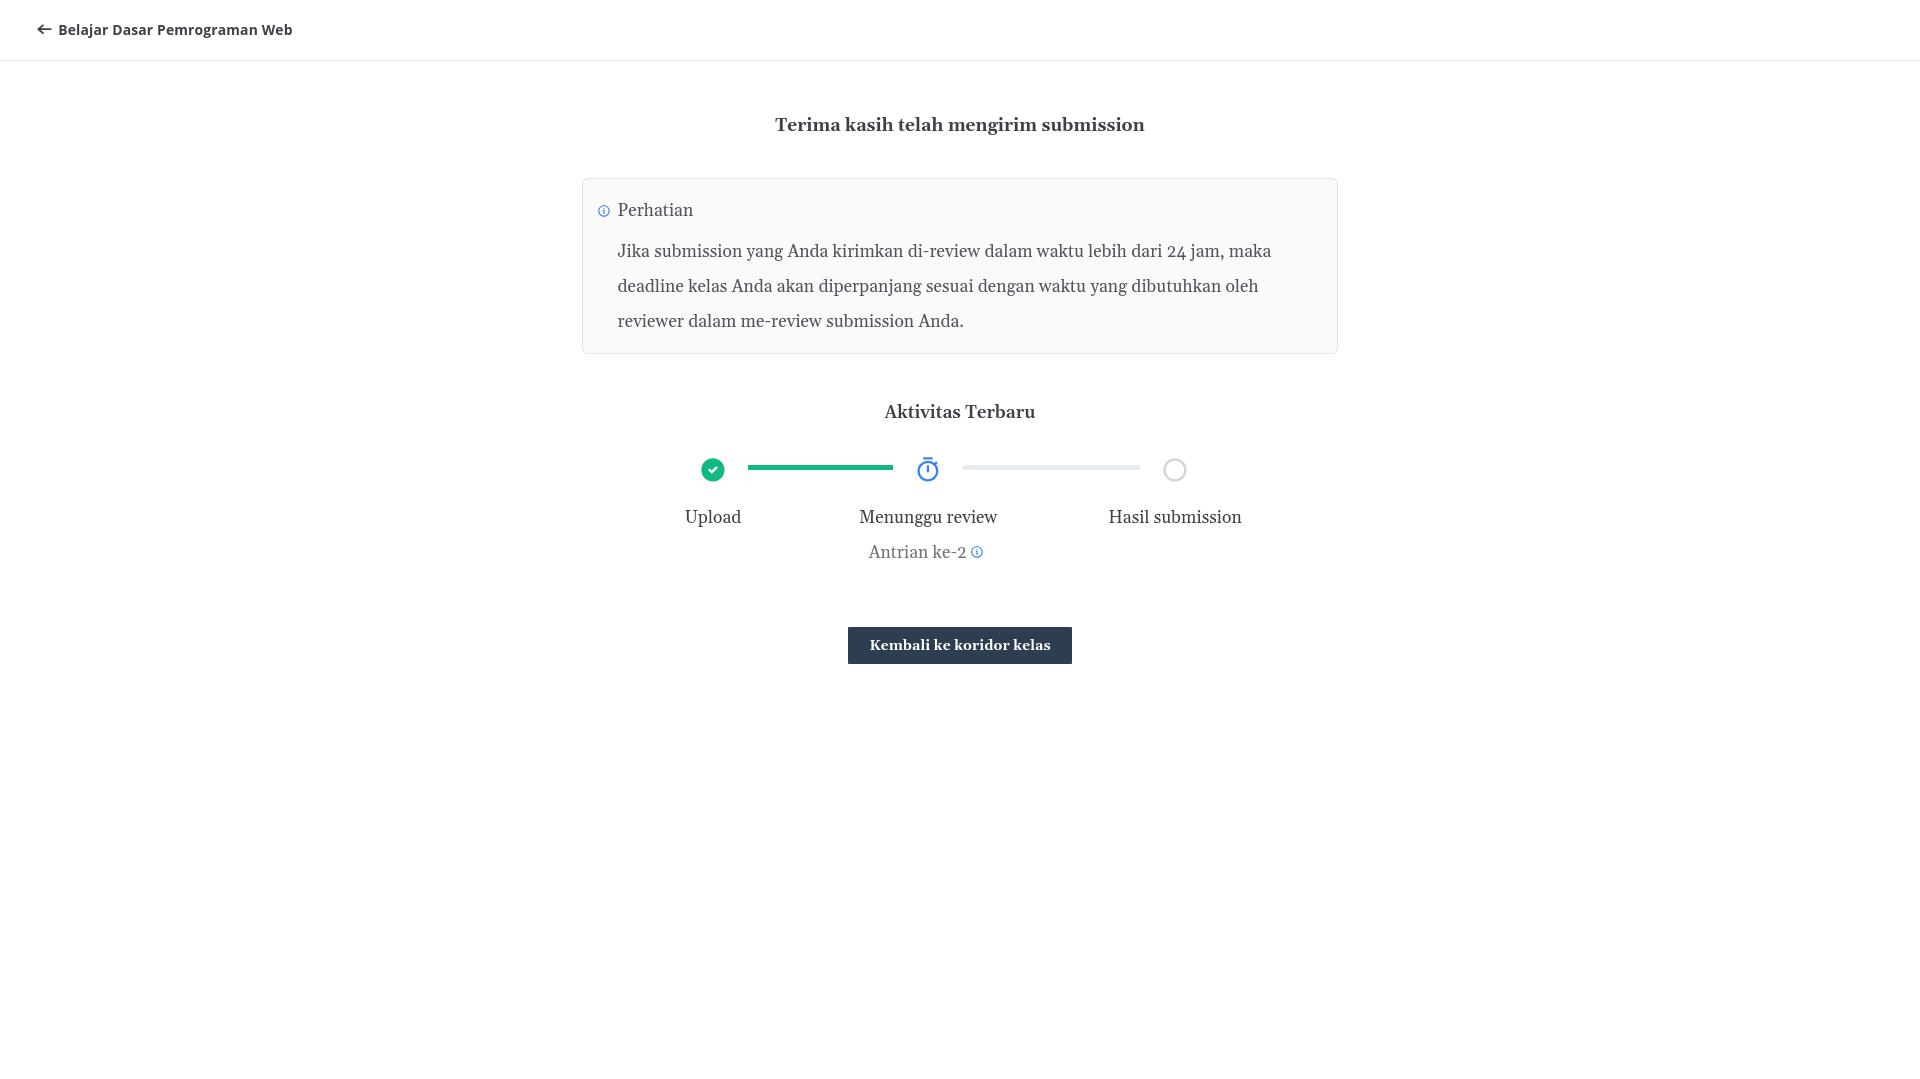 Belajar Dasar Pemrograman Web
Terima kasih telah mengirim submission
Perhatian
Jika submission yang Anda kirimkan di-review dalam waktu lebih dari 24 jam, maka
deadline kelas Anda akan diperpanjang sesuai dengan waktu yang dibutuhkan oleh
reviewer dalam me-review submission Anda.
Aktivitas Terbaru
Upload
Menunggu review
Hasil submission
Antrian ke-2
Kembali ke koridor kelas